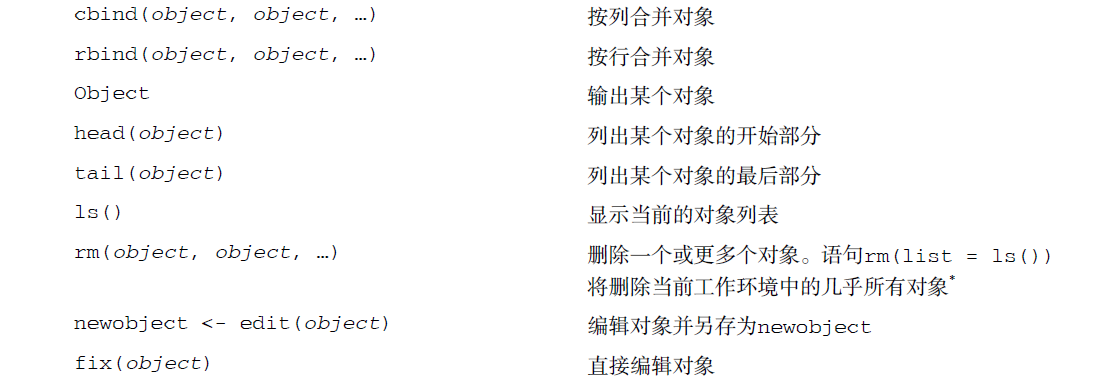 cbind(object, object, …) 按列合并对象
rbind(object, object, …) 按行合并对象
Object 输出某个对象
head(object) 列出某个对象的开始部分
tail(object) 列出某个对象的最后部分
ls() 显示当前的对象列表
rm(object, object, …) 删除一个或更多个对象。语句rm(list = ls())
将删除当前工作环境中的几乎所有对象*
newobject <- edit(object) 编辑对象并另存为newobject
fix(object) 直接编辑对象